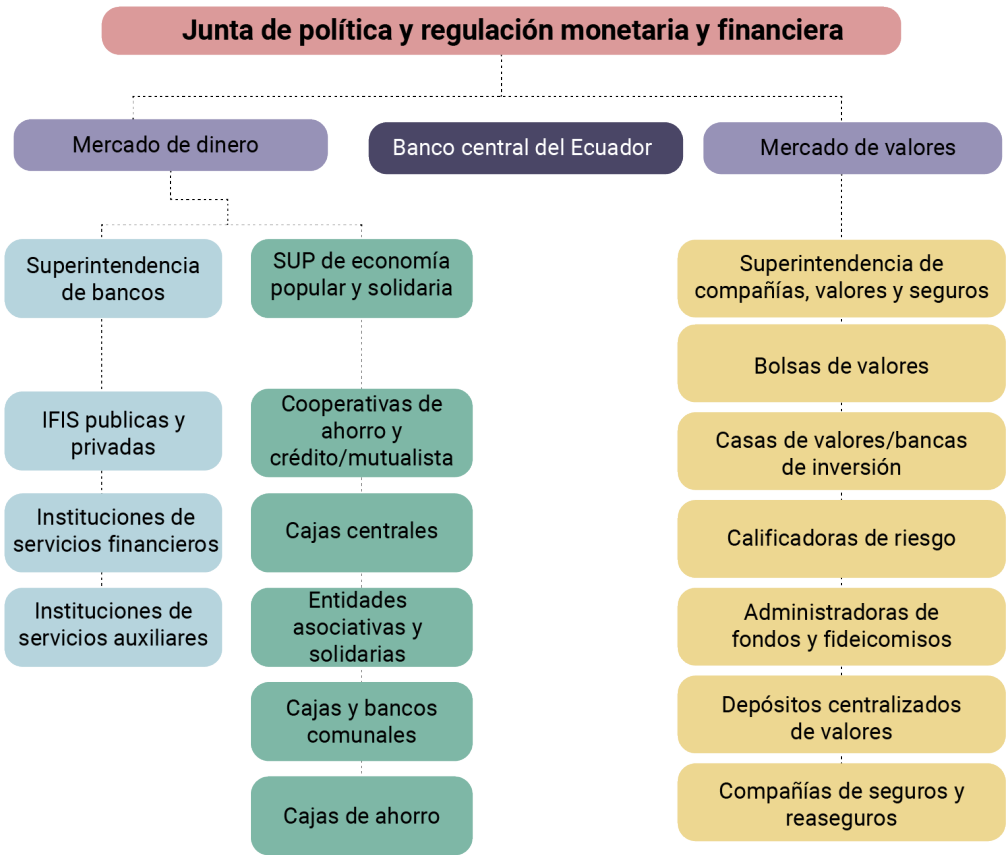 Junta de política y regulación monetaria y financiera
Mercado de dinero
Banco central del Ecuador
Mercado de valores
Superintendencia
de bancos
SUP de economía
popular y solidaria
Superintendencia de
compañías, valores y seguros
Bolsas de valores
IFIS publicas y
privadas
Cooperativas de
ahorro y
crédito/mutualista
Casas de valores/bancas
de inversión
Instituciones de
servicios financieros
Cajas centrales
Calificadoras de riesgo
Instituciones de
servicios auxiliares
Entidades
asociativas y
solidarias
Administradoras de
fondos y fideicomisos
Cajas y bancos
comunales
Depósitos centralizados
de valores
Cajas de ahorro
Compañías de seguros y
reaseguros